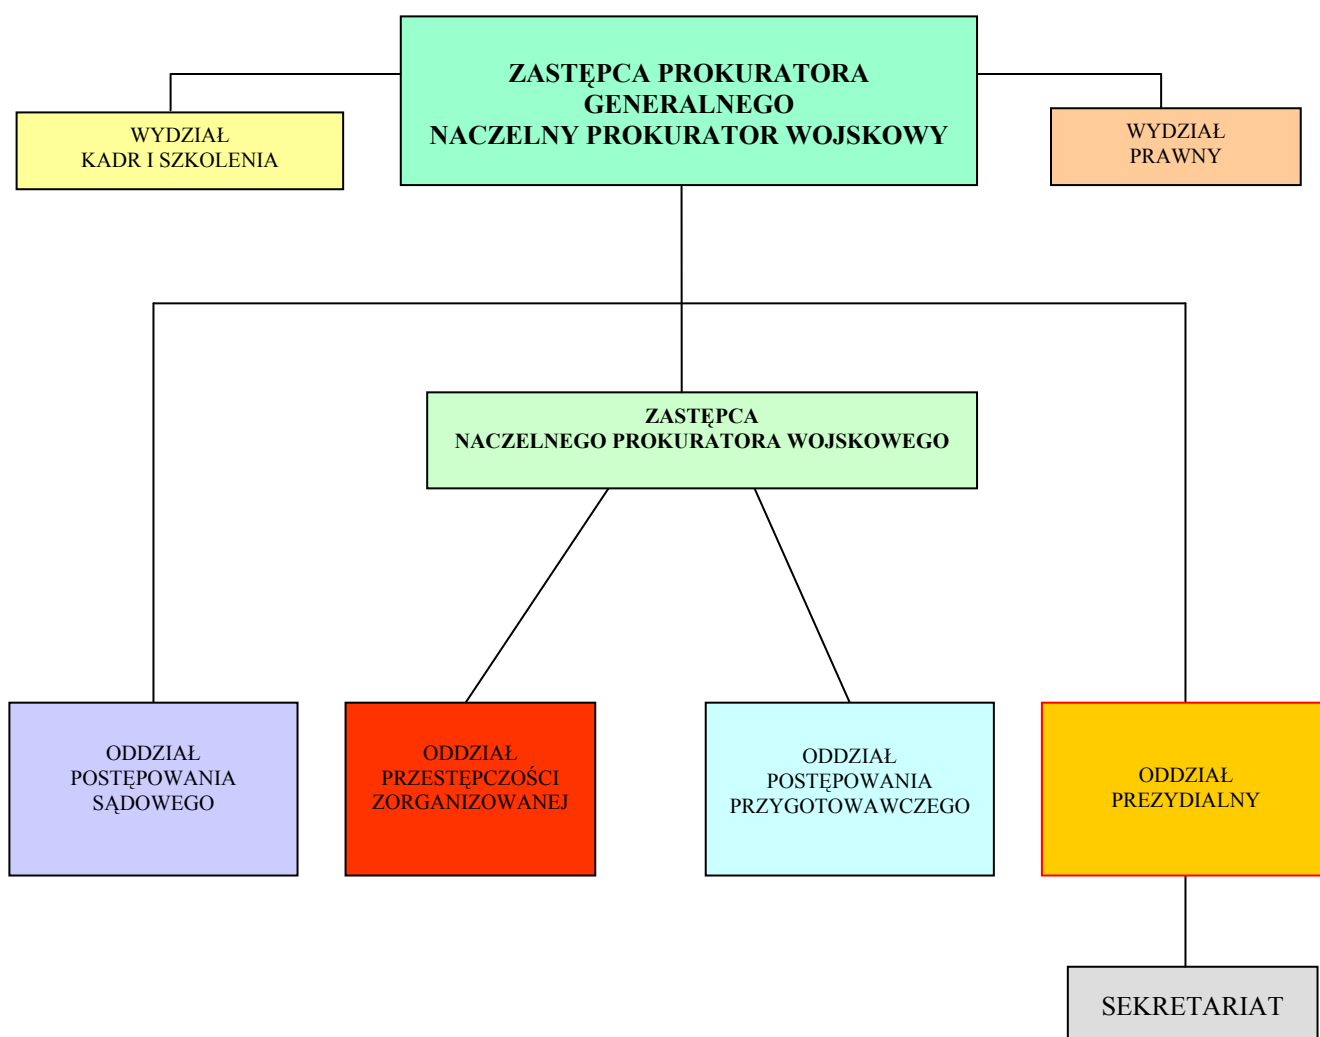 ZASTĘPCA PROKURATORA
GENERALNEGO
NACZELNY PROKURATOR WOJSKOWY
WYDZIAŁ
KADR I SZKOLENIA
WYDZIAŁ
PRAWNY
ZASTĘPCA
NACZELNEGO PROKURATORA WOJSKOWEGO
ODDZIAŁ
POSTĘPOWANIA
SĄDOWEGO
ODDZIAŁ
PRZESTĘPCZOŚCI
ZORGANIZOWANEJ
ODDZIAŁ
POSTĘPOWANIA
PRZYGOTOWAWCZEGO
ODDZIAŁ
PREZYDIALNY
SEKRETARIAT